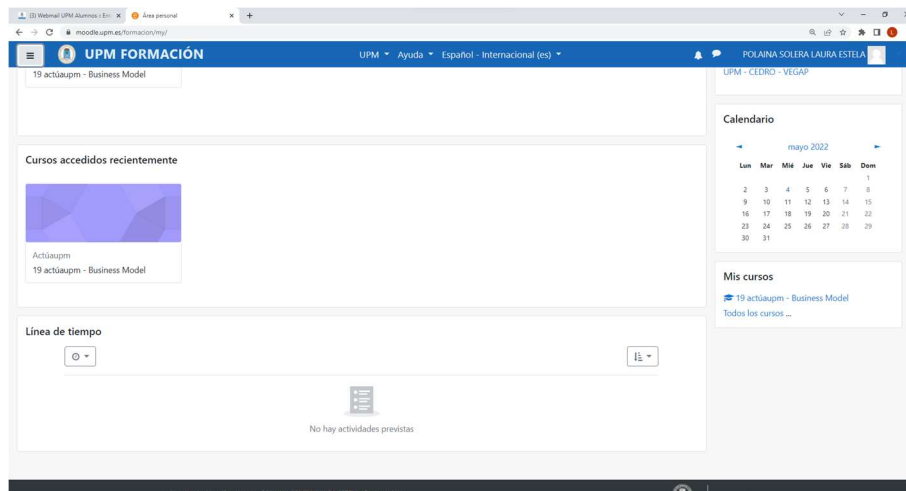 (3) Webmail UPM Alumnos :: Ent
Área personal
moodle.upm.es/formacion/my/
UPM FORMACIÓN
UPM Ayuda Español - Internacional (es)
POLAINA SOLERA LAURA ESTELA
19 actúaupm - Business Model
UPM - CEDRO - VEGAP
Cursos accedidos recientemente
Actúaupm
19 actúaupm - Business Model
Línea de tiempo
No hay actividades previstas
Calendario
mayo 2022
Lun Mar Mié Jue Vie Sáb Dom
1
2 3 4 5 6 7 8
9 10 11 12 13 14 15
16 17 18 19 20 21 22
23 24 25 26 27 28 29
30 31
Mis cursos
19 actúaupm - Business Model
Todos los cursos ...